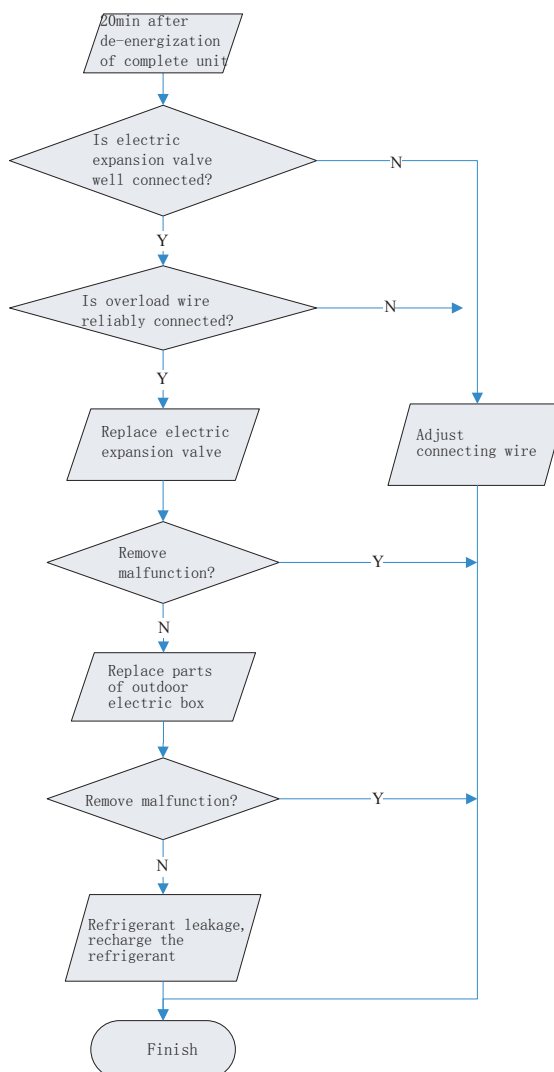 20min after
de-energization
of complete unit
Is electric
expansion valve
well connected?
N
Y
Is overload wire
reliably connected?
N
Y
Replace electric
expansion valve
Adjust
connecting wire
Remove
malfunction?
Y
N
Replace parts
of outdoor
electric box
Remove malfunction?
Y
N
Refrigerant leakage,
recharge the
refrigerant
Finish